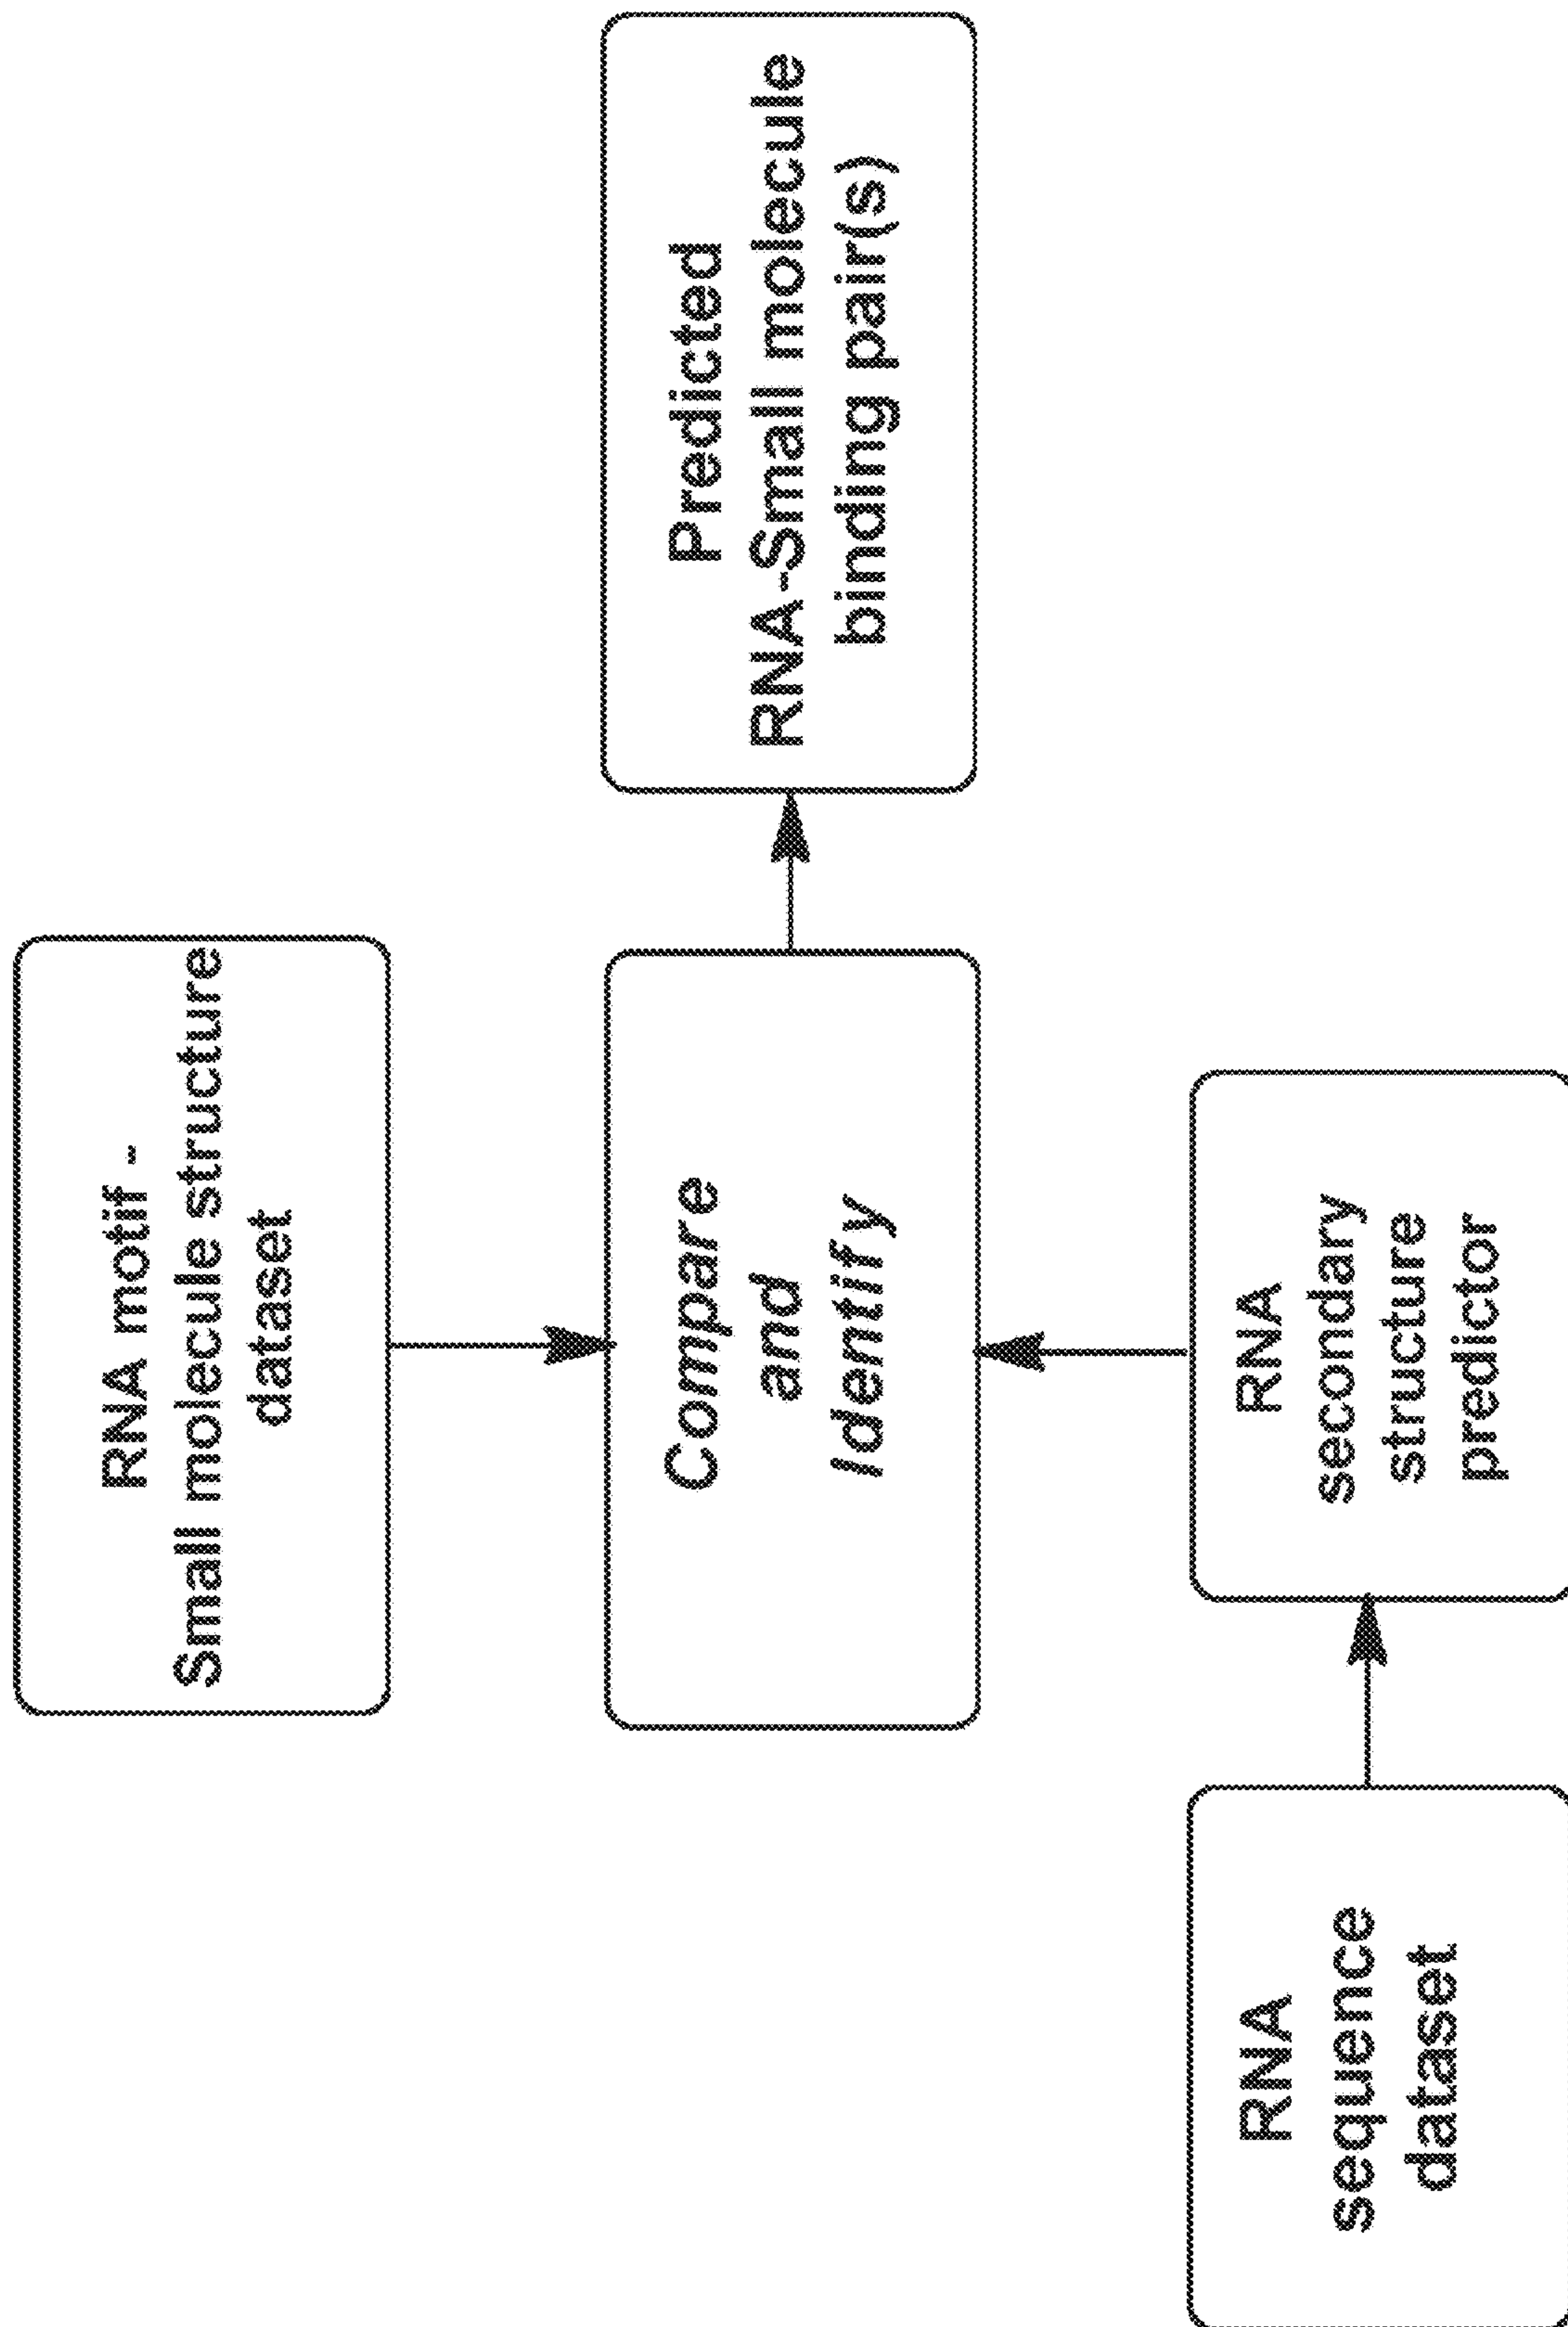 RNA motif -
Small molecule structure
dataset
Compare
and
Identify
Predicted
RNA-Small molecule
binding pair(s)
RNA
sequence
dataset
RNA
secondary
structure
predictor